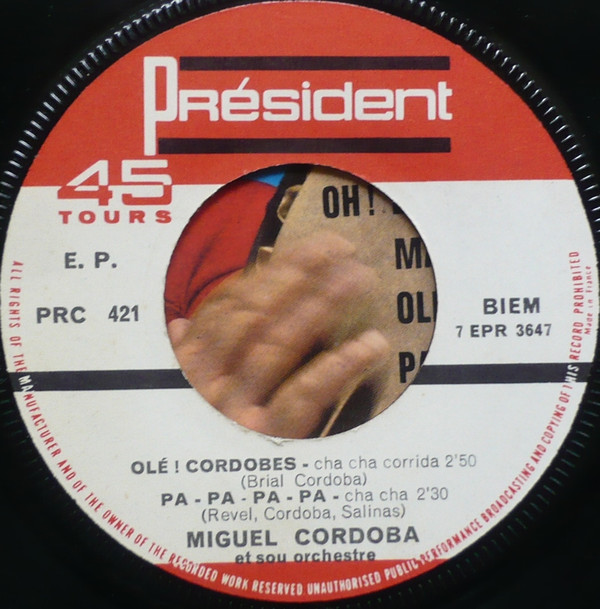 Président
45
TOURS
E. P.
PRC 421
BIEM
7 EPR 3647
OH!
OLÉ ! CORDOBES - cha cha corrida 2'50
(Brial Cordoba)
PA - PA - PA - PA - cha cha 2'30
(Revel, Cordoba, Salinas)
MIGUEL CORDOBA
et sou orchestre
ALL RIGHTS OF THE MANUFACTURER AND OF THE OWNER OF THE RECORDED WORK RESERVED UNAUTHORISED PUBLIC PERFORMANCE BROADCASTING AND COPYING OF THIS RECORD PROHIBITED
Made in France